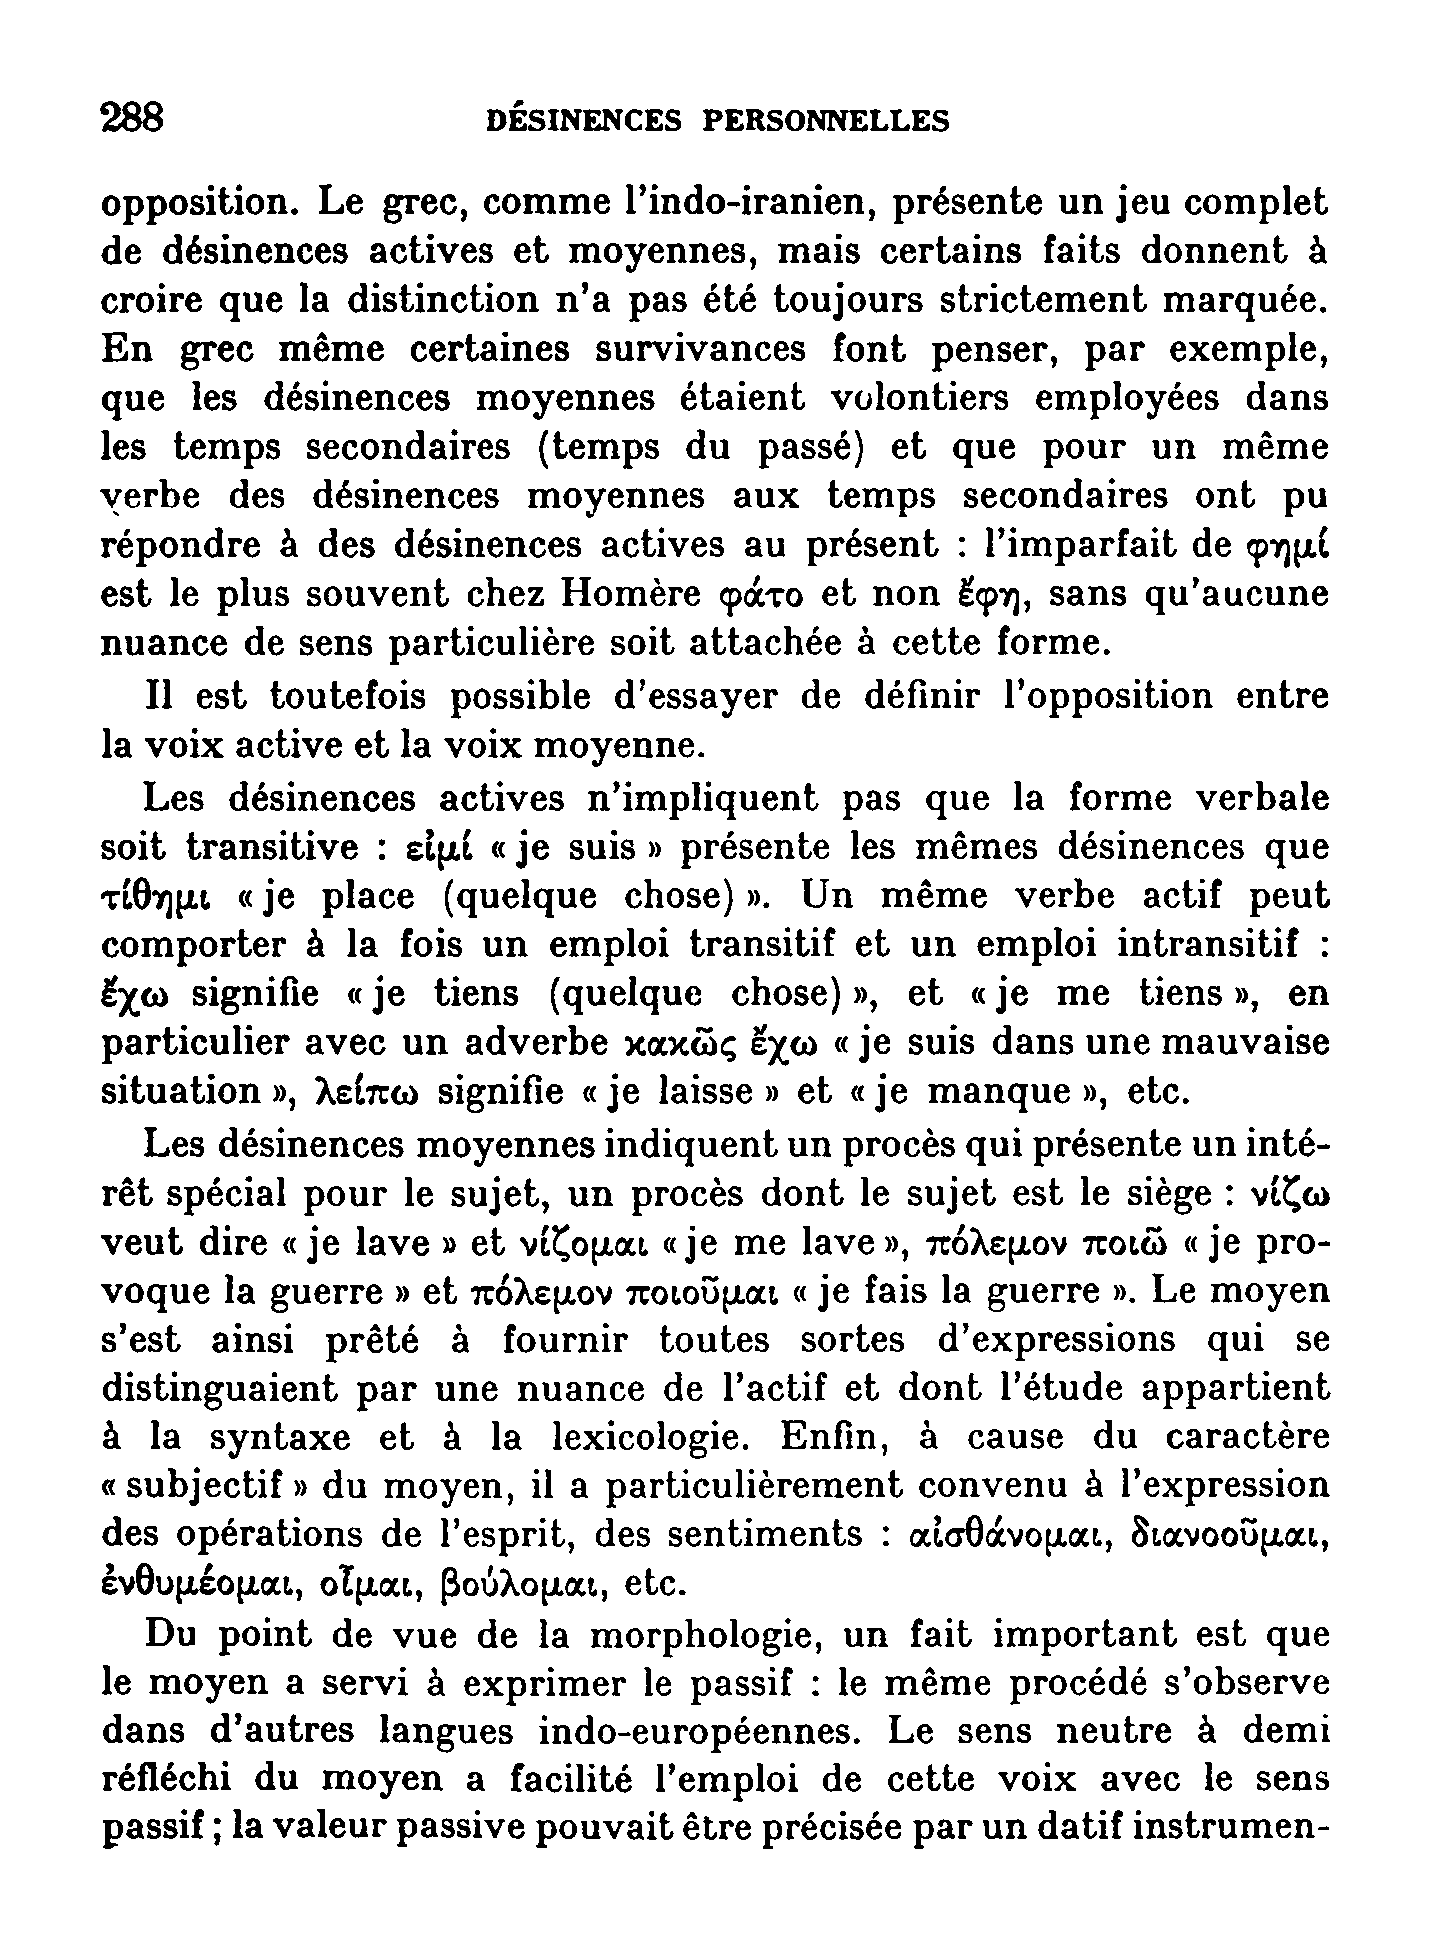 288 DÉSINENCES PERSONNELLES
opposition. Le grec, comme l'indo-iranien, présente un jeu complet
de désinences actives et moyennes, mais certains faits donnent à
croire que la distinction n'a pas été toujours strictement marquée.
En grec même certaines survivances font penser, par exemple,
que les désinences moyennes étaient volontiers employées dans
les temps secondaires (temps du passé) et que pour un même
verbe des désinences moyennes aux temps secondaires ont pu
répondre à des désinences actives au présent : l'imparfait de φημί
est le plus souvent chez Homère φάτο et non ἔφη, sans qu'aucune
nuance de sens particulière soit attachée à cette forme.
Il est toutefois possible d'essayer de définir l'opposition entre
la voix active et la voix moyenne.
Les désinences actives n'impliquent pas que la forme verbale
soit transitive : εἰμί « je suis » présente les mêmes désinences que
τίθημι « je place (quelque chose) ». Un même verbe actif peut
comporter à la fois un emploi transitif et un emploi intransitif :
ἔχω signifie « je tiens (quelque chose) », et « je me tiens », en
particulier avec un adverbe κακῶς ἔχω « je suis dans une mauvaise
situation », λείπω signifie « je laisse » et « je manque », etc.
Les désinences moyennes indiquent un procès qui présente un inté-
rêt spécial pour le sujet, un procès dont le sujet est le siège : νίζω
veut dire « je lave » et νίζομαι « je me lave », πόλεμον ποιῶ « je pro-
voque la guerre » et πόλεμον ποιοῦμαι « je fais la guerre ». Le moyen
s'est ainsi prêté à fournir toutes sortes d'expressions qui se
distinguaient par une nuance de l'actif et dont l'étude appartient
à la syntaxe et à la lexicologie. Enfin, à cause du caractère
« subjectif » du moyen, il a particulièrement convenu à l'expression
des opérations de l'esprit, des sentiments : αἰσθάνομαι, διανοοῦμαι,
ἐνθυμέομαι, οἶμαι, βούλομαι, etc.
Du point de vue de la morphologie, un fait important est que
le moyen a servi à exprimer le passif : le même procédé s'observe
dans d'autres langues indo-européennes. Le sens neutre à demi
réfléchi du moyen a facilité l'emploi de cette voix avec le sens
passif ; la valeur passive pouvait être précisée par un datif instrumen-